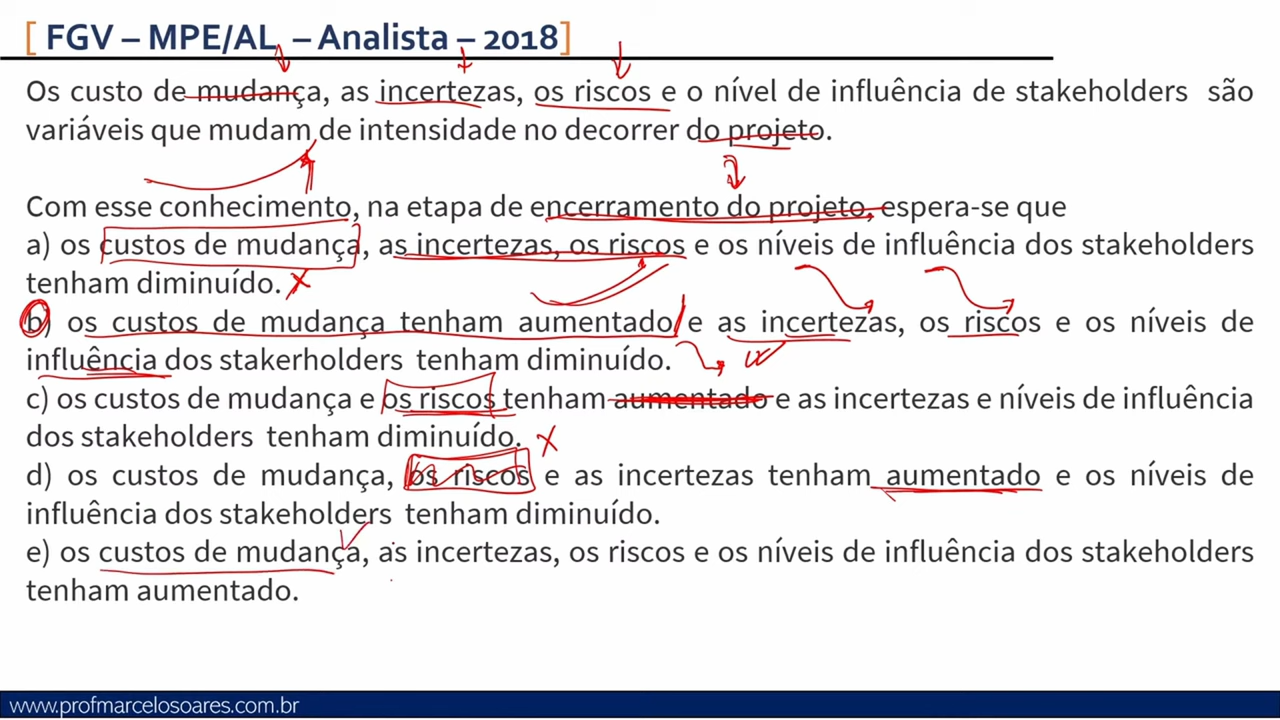 [ FGV – MPE/AL – Analista – 2018]
Os custo de mudança, as incertezas, os riscos e o nível de influência de stakeholders são
variáveis que mudam de intensidade no decorrer do projeto.
Com esse conhecimento, na etapa de encerramento do projeto, espera-se que
a) os custos de mudança, as incertezas, os riscos e os níveis de influência dos stakeholders
tenham diminuído.
b) os custos de mudança tenham aumentado e as incertezas, os riscos e os níveis de
influência dos stakerholders tenham diminuído.
c) os custos de mudança e os riscos tenham aumentado e as incertezas e níveis de influência
dos stakeholders tenham diminuído.
d) os custos de mudança, os riscos e as incertezas tenham aumentado e os níveis de
influência dos stakeholders tenham diminuído.
e) os custos de mudança, as incertezas, os riscos e os níveis de influência dos stakeholders
tenham aumentado.
www.profmarcelosoares.com.br